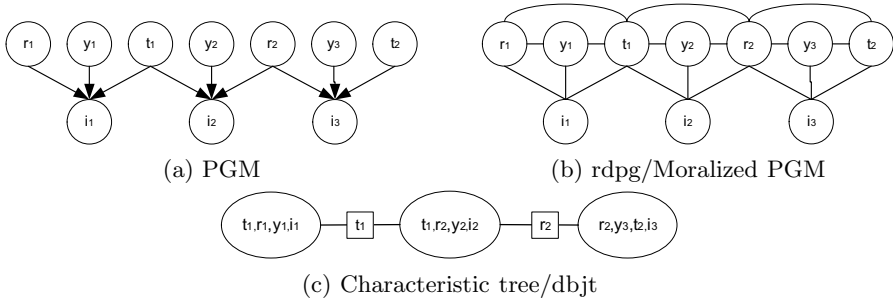 r1 y1 t1 y2 r2 y3 t2
i1 i2 i3
(a) PGM
r1 y1 t1 y2 r2 y3 t2
i1 i2 i3
(b) rdpg/Moralized PGM
t1,r1,y1,i1 t1 t1,r2,y2,i2 r2 r2,y3,t2,i3
(c) Characteristic tree/dbjt